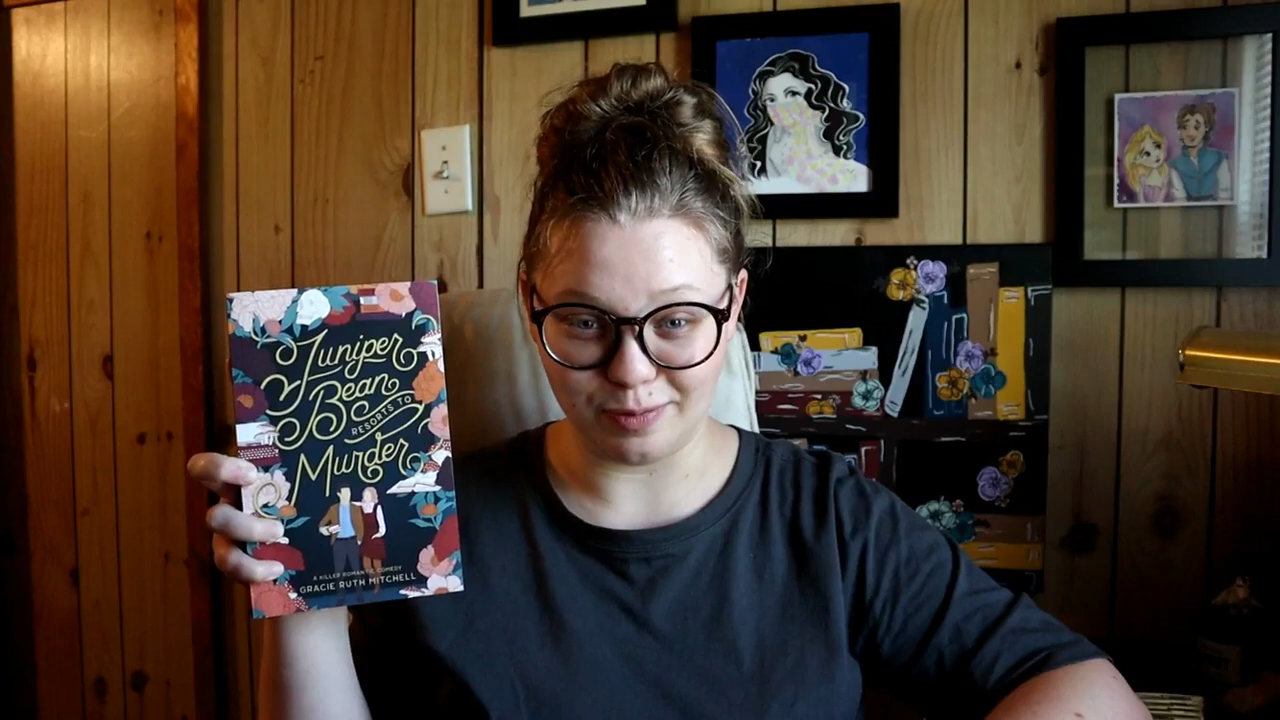 Juniper
Bean
RESORTS TO
Murder
A KILLER ROMANTIC COMEDY
GRACIE RUTH MITCHELL